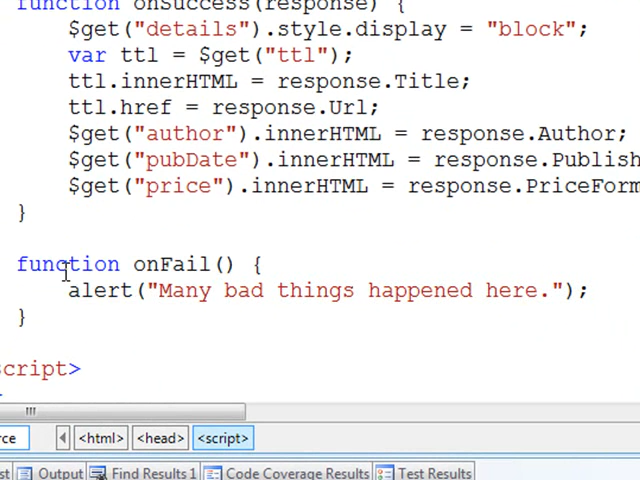 function onSuccess(response) {
$get("details").style.display = "block";
var ttl = $get("ttl");
ttl.innerHTML = response.Title;
ttl.href = response.Url;
$get("author").innerHTML = response.Author;
$get("pubDate").innerHTML = response.Publish
$get("price").innerHTML = response.PriceForm
}
function onFail() {
alert("Many bad things happened here.");
}
script>
rce <html> <head> <script>
st Output Find Results 1 Code Coverage Results Test Results